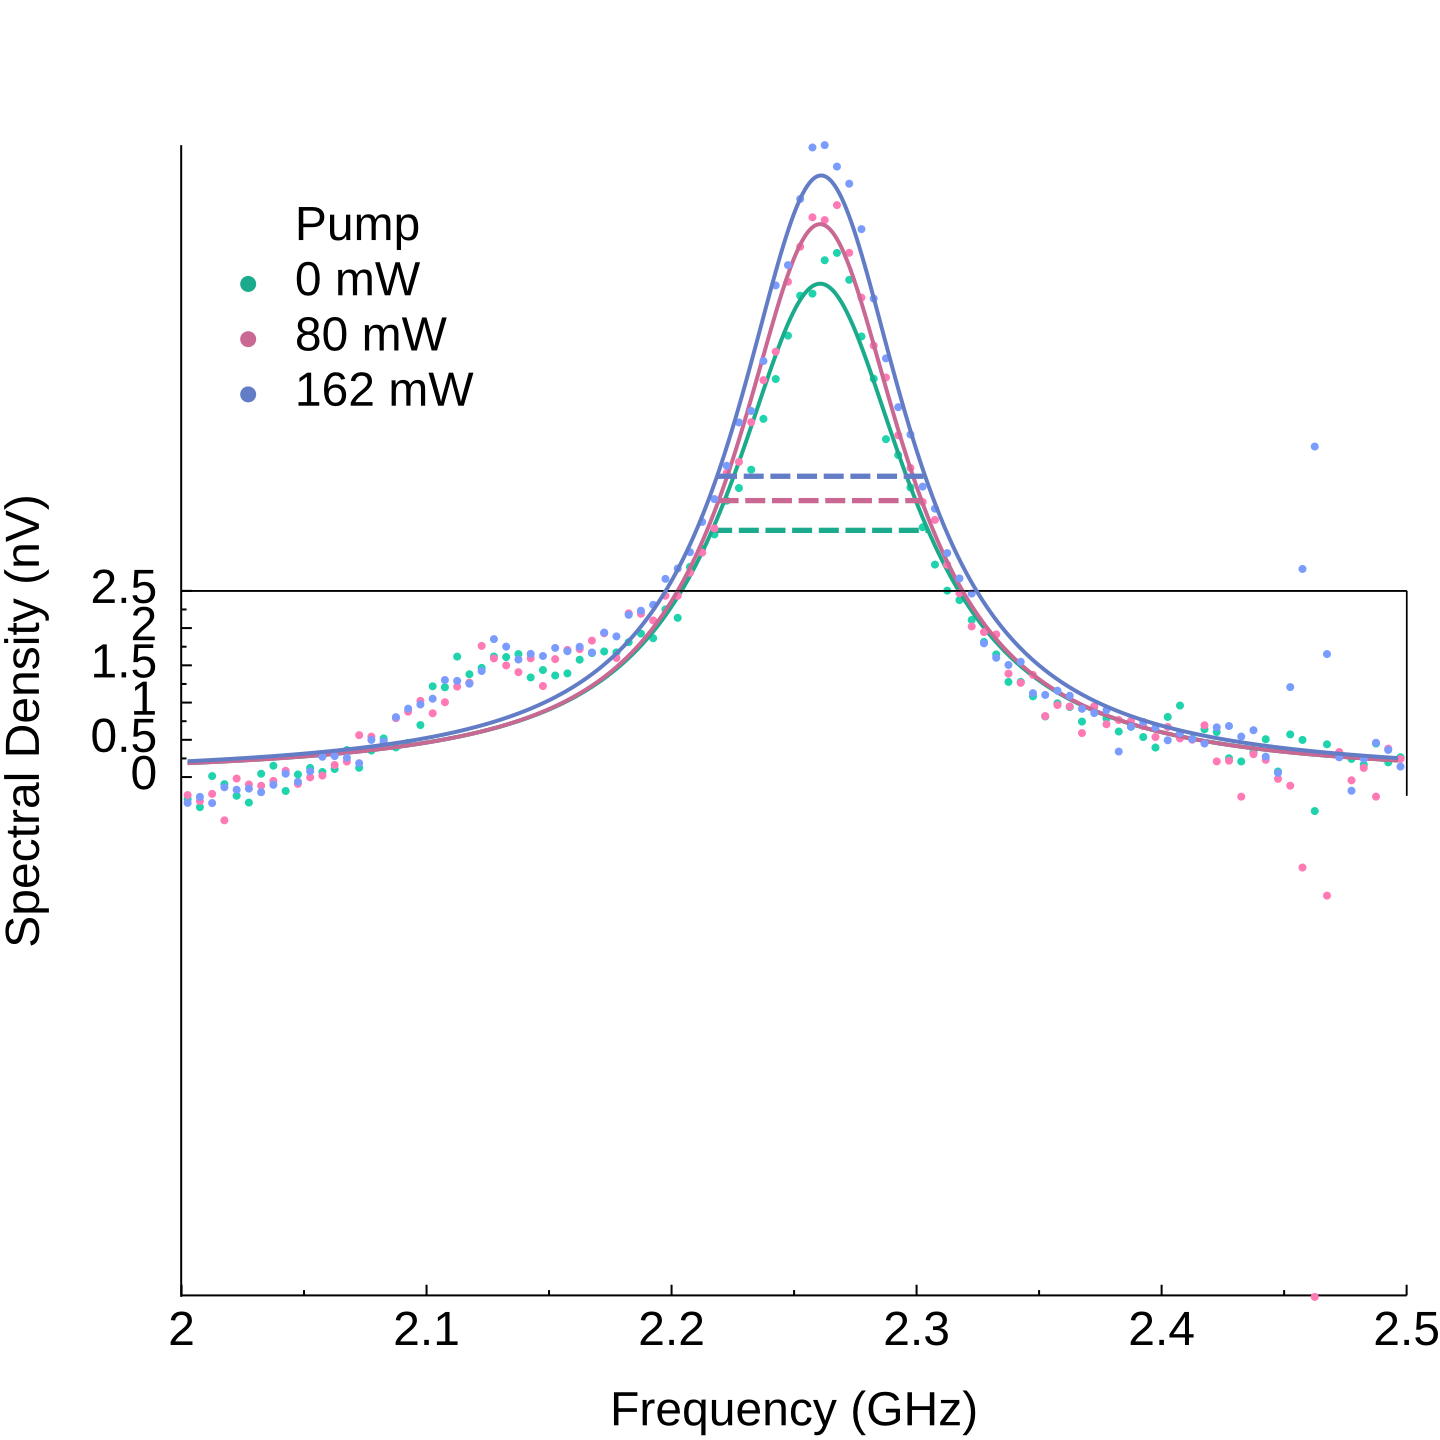 Pump
0 mW
80 mW
162 mW
Spectral Density (nV)
2.5
2
1.5
1
0.5
0
2 2.1 2.2 2.3 2.4 2.5
Frequency (GHz)